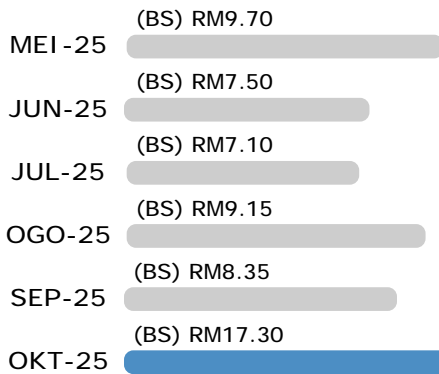 (BS) RM9.70
MEI-25
(BS) RM7.50
JUN-25
(BS) RM7.10
JUL-25
(BS) RM9.15
OGO-25
(BS) RM8.35
SEP-25
(BS) RM17.30
OKT-25